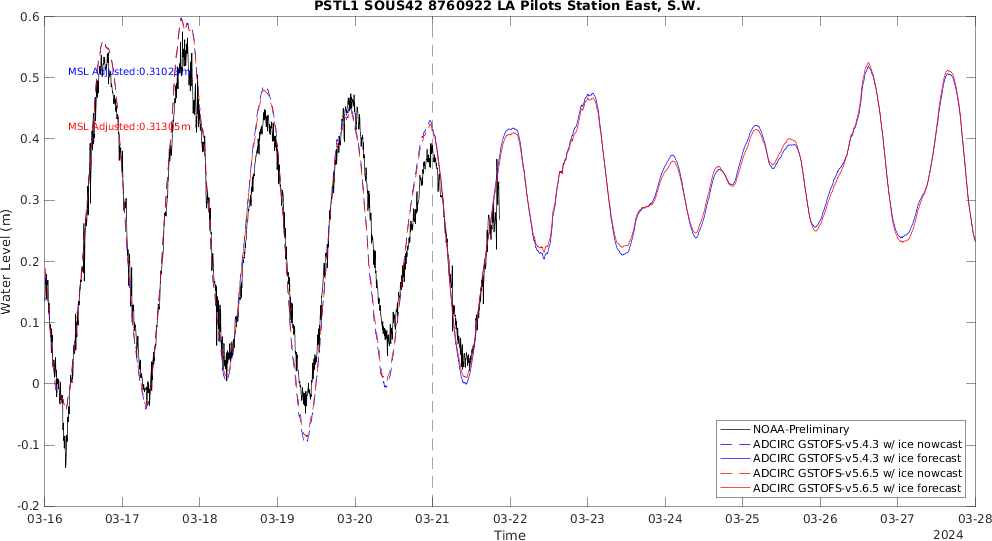 PSTL1 SOUS42 8760922 LA Pilots Station East, S.W.
0.6
0.5
0.4
0.3
0.2
0.1
0
-0.1
-0.2
Water Level (m)
MSL Adjusted:0.31023m
MSL Adjusted:0.31305m
NOAA-Preliminary
ADCIRC GSTOFS-v5.4.3 w/ ice nowcast
ADCIRC GSTOFS-v5.4.3 w/ ice forecast
ADCIRC GSTOFS-v5.6.5 w/ ice nowcast
ADCIRC GSTOFS-v5.6.5 w/ ice forecast
03-16 03-17 03-18 03-19 03-20 03-21 03-22 03-23 03-24 03-25 03-26 03-27 03-28
Time
2024